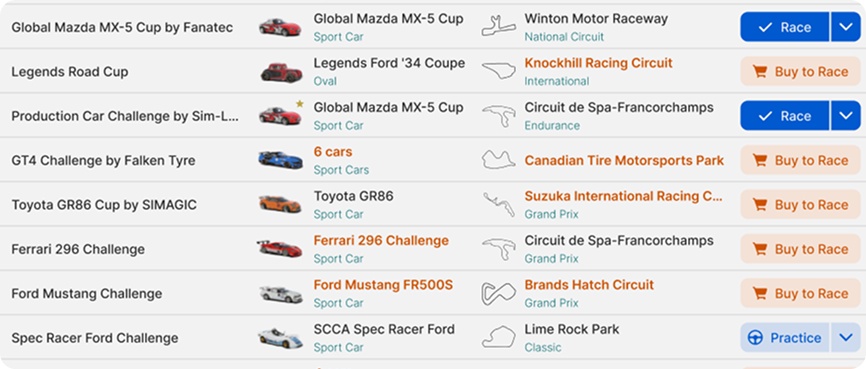 Global Mazda MX-5 Cup by Fanatec
Global Mazda MX-5 Cup
Sport Car
Winton Motor Raceway
National Circuit
Race
Legends Road Cup
Legends Ford '34 Coupe
Oval
Knockhill Racing Circuit
International
Buy to Race
Production Car Challenge by Sim-L...
Global Mazda MX-5 Cup
Sport Car
Circuit de Spa-Francorchamps
Endurance
Race
GT4 Challenge by Falken Tyre
6 cars
Sport Cars
Canadian Tire Motorsports Park
Buy to Race
Toyota GR86 Cup by SIMAGIC
Toyota GR86
Sport Car
Suzuka International Racing C...
Grand Prix
Buy to Race
Ferrari 296 Challenge
Ferrari 296 Challenge
Sport Car
Circuit de Spa-Francorchamps
Grand Prix
Buy to Race
Ford Mustang Challenge
Ford Mustang FR500S
Sport Car
Brands Hatch Circuit
Grand Prix
Buy to Race
Spec Racer Ford Challenge
SCCA Spec Racer Ford
Sport Car
Lime Rock Park
Classic
Practice